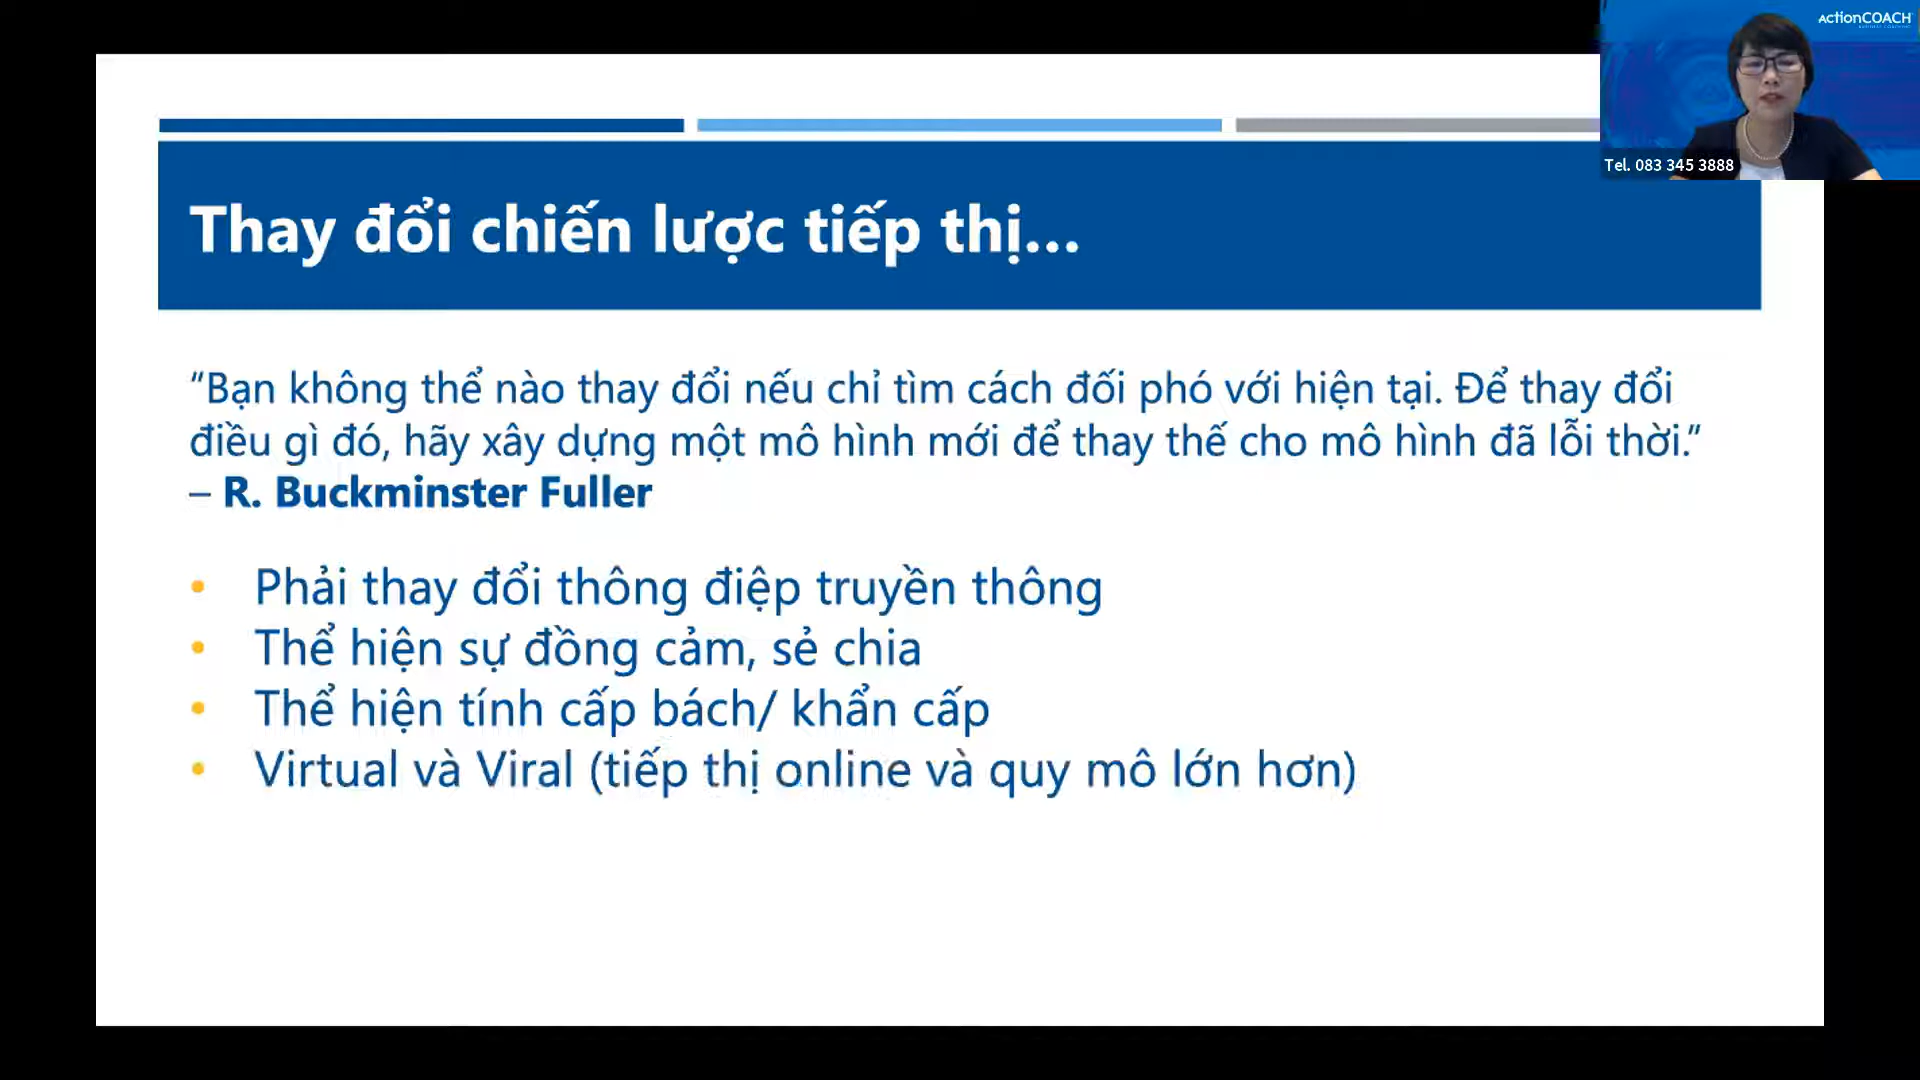 ActionCOACH
Tel. 083 345 3888
Thay đổi chiến lược tiếp thị...
“Bạn không thể nào thay đổi nếu chỉ tìm cách đối phó với hiện tại. Để thay đổi
điều gì đó, hãy xây dựng một mô hình mới để thay thế cho mô hình đã lỗi thời.”
– R. Buckminster Fuller
• Phải thay đổi thông điệp truyền thông
• Thể hiện sự đồng cảm, sẻ chia
• Thể hiện tính cấp bách/ khẩn cấp
• Virtual và Viral (tiếp thị online và quy mô lớn hơn)